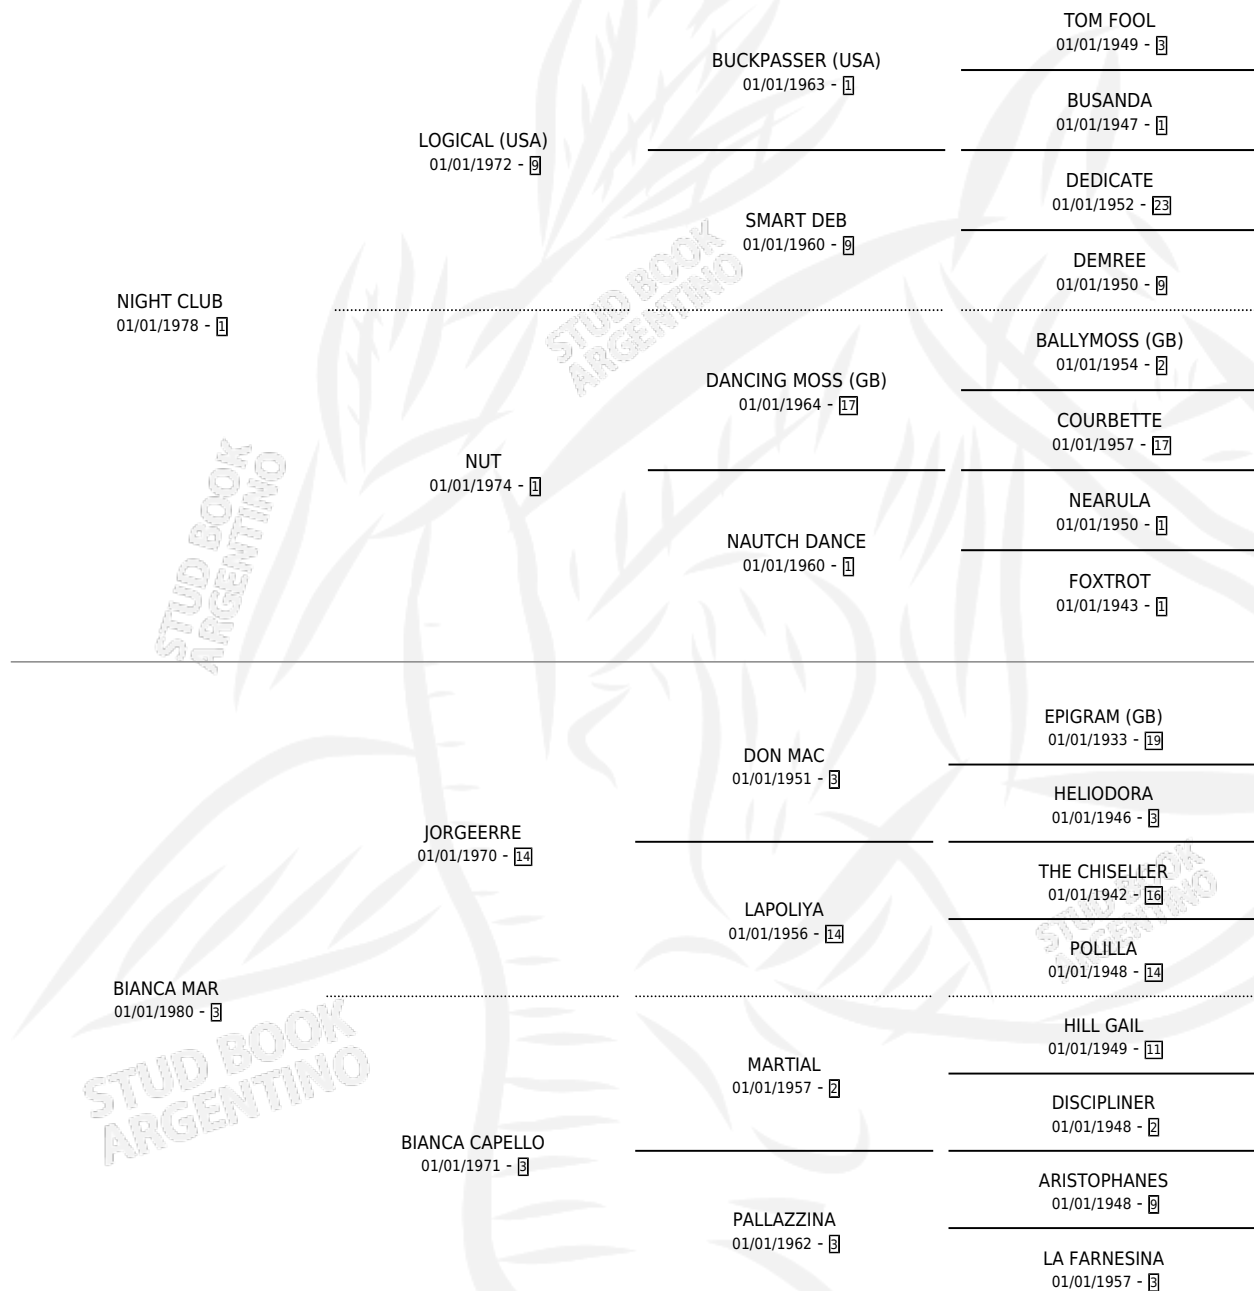 TOM FOOL
01/01/1949 - 3
BUCKPASSER (USA)
01/01/1963 - 1
BUSANDA
01/01/1947 - 1
LOGICAL (USA)
01/01/1972 - 9
DEDICATE
01/01/1952 - 23
SMART DEB
01/01/1960 - 9
DEMREE
01/01/1950 - 9
NIGHT CLUB
01/01/1978 - 1
BALLYMOSS (GB)
01/01/1954 - 2
DANCING MOSS (GB)
01/01/1964 - 17
COURBETTE
01/01/1957 - 17
NUT
01/01/1974 - 1
NEARULA
01/01/1950 - 1
NAUTCH DANCE
01/01/1960 - 1
FOXTROT
01/01/1943 - 1
EPIGRAM (GB)
01/01/1933 - 19
DON MAC
01/01/1951 - 3
HELIODORA
01/01/1946 - 3
JORGEERRE
01/01/1970 - 14
THE CHISELLER
01/01/1942 - 16
LAPOLIYA
01/01/1956 - 14
POLILLA
01/01/1948 - 14
BIANCA MAR
01/01/1980 - 3
HILL GAIL
01/01/1949 - 11
MARTIAL
01/01/1957 - 2
DISCIPLINER
01/01/1948 - 2
BIANCA CAPELLO
01/01/1971 - 3
ARISTOPHANES
01/01/1948 - 9
PALLAZZINA
01/01/1962 - 3
LA FARNESINA
01/01/1957 - 3
STUD BOOK
ARGENTINO
STUD BOOK
ARGENTINO
STUD BOOK
ARGENTINO
STUD BOOK
ARGENTINO